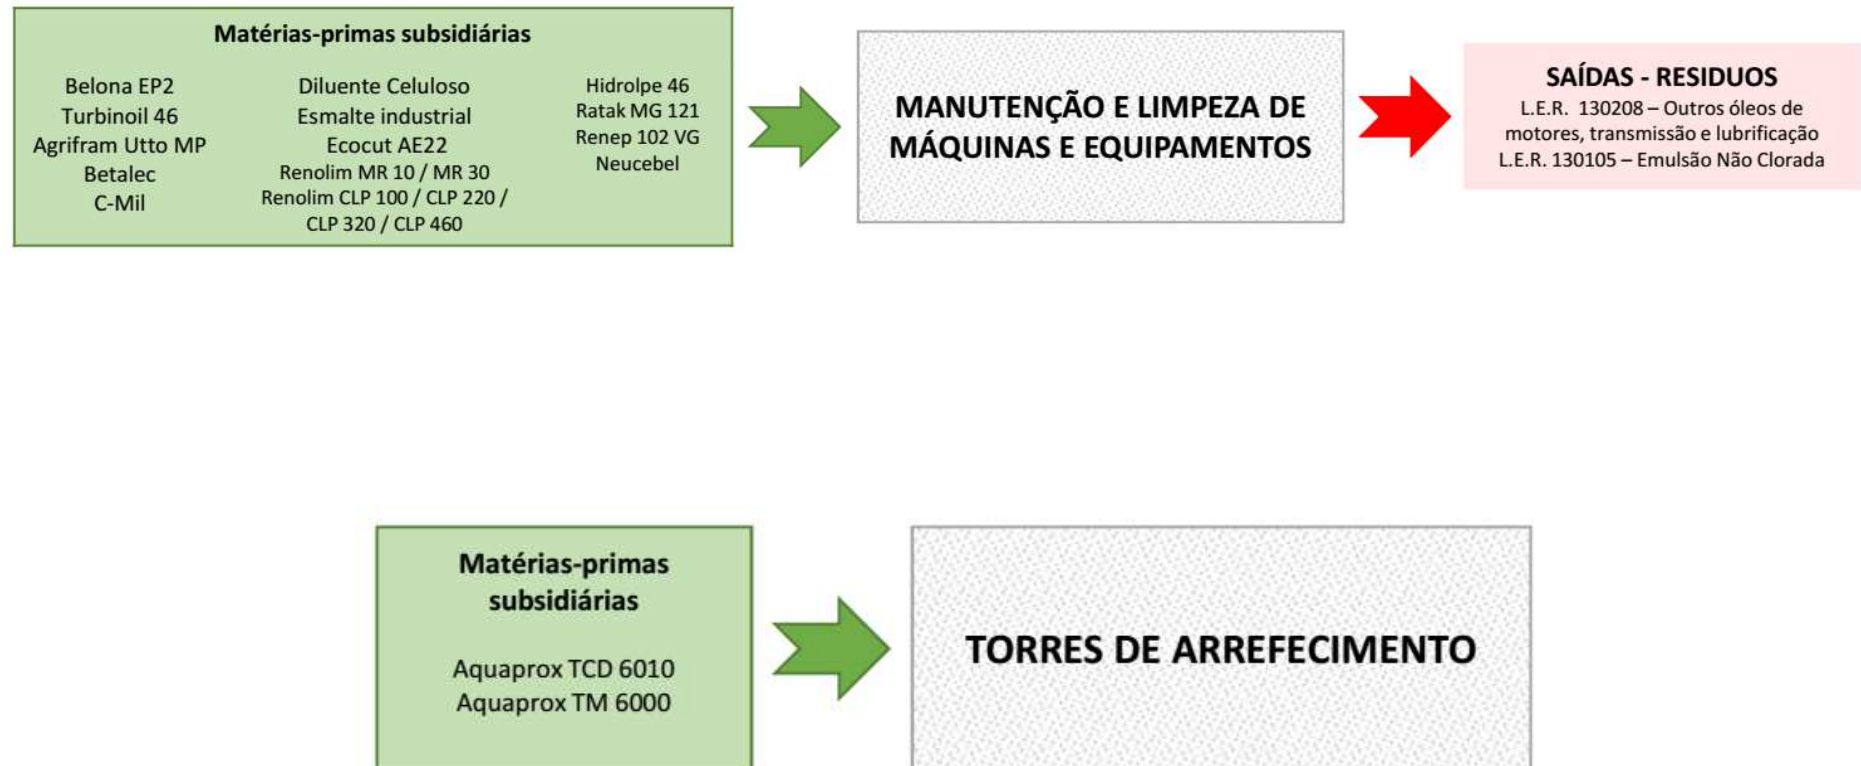 Matérias-primas subsidiárias
Belona EP2
Turbinoil 46
Agrifram Utto MP
Betalec
C-Mil
Diluente Celuloso
Esmalte industrial
Ecocut AE22
Renolim MR 10 / MR 30
Renolim CLP 100 / CLP 220 /
CLP 320 / CLP 460
Hidrolpe 46
Ratak MG 121
Renep 102 VG
Neucebel
MANUTENÇÃO E LIMPEZA DE
MÁQUINAS E EQUIPAMENTOS
SAÍDAS - RESIDUOS
L.E.R. 130208 – Outros óleos de
motores, transmissão e lubrificação
L.E.R. 130105 – Emulsão Não Clorada
Matérias-primas
subsidiárias
Aquaprox TCD 6010
Aquaprox TM 6000
TORRES DE ARREFECIMENTO